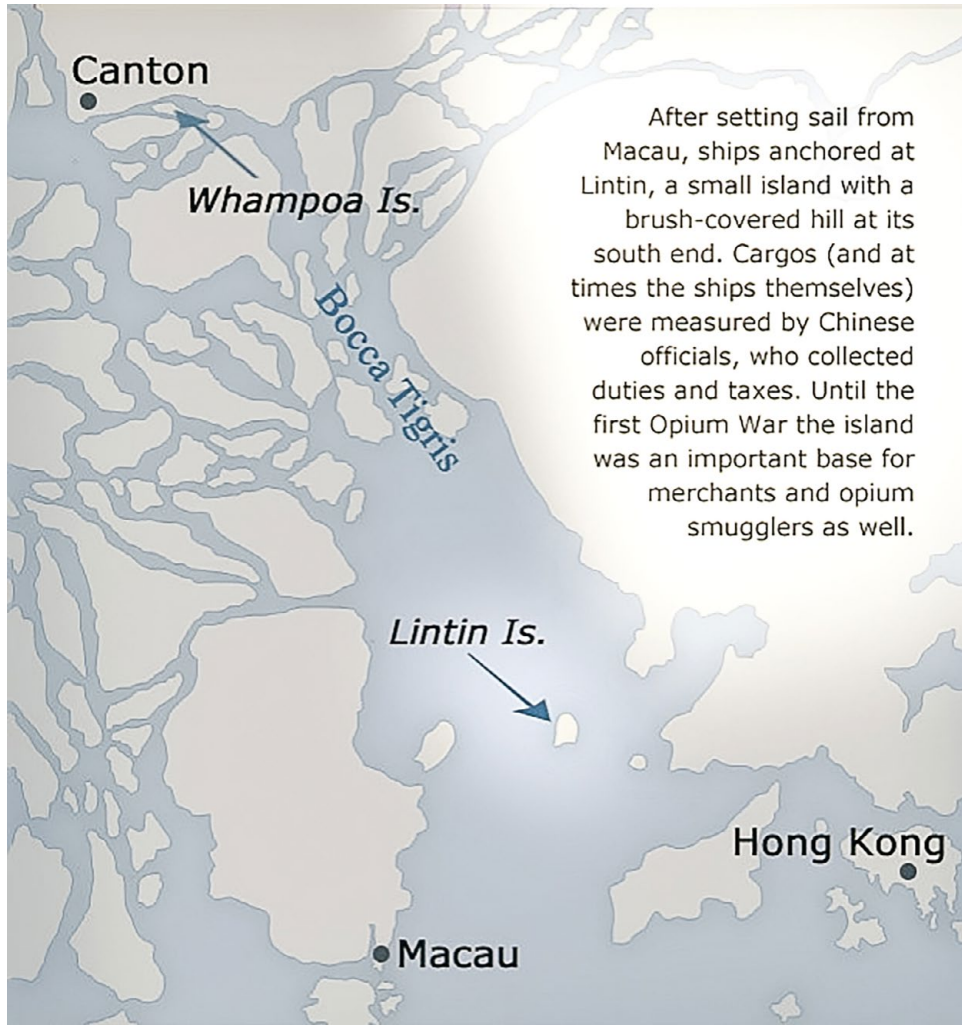 Canton
Whampoa Is.
After setting sail from
Macau, ships anchored at
Lintin, a small island with a
brush-covered hill at its
south end. Cargos (and at
times the ships themselves)
were measured by Chinese
officials, who collected
duties and taxes. Until the
first Opium War the island
was an important base for
merchants and opium
smugglers as well.
Bocca Tigris
Lintin Is.
Hong Kong
Macau